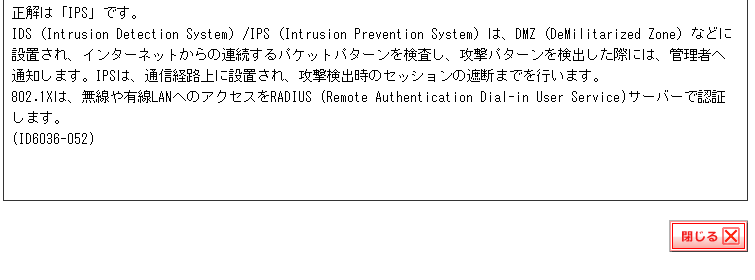 正解は「IPS」です。
IDS (Intrusion Detection System) /IPS (Intrusion Prevention System) は、DMZ (DeMilitarized Zone) などに
設置され、インターネットからの連続するパケットパターンを検査し、攻撃パターンを検出した際には、管理者へ
通知します。IPSは、通信経路上に設置され、攻撃検出時のセッションの遮断までを行います。
802.1Xは、無線や有線LANへのアクセスをRADIUS (Remote Authentication Dial-in User Service)サーバーで認証
します。
(ID6036-052)
閉じる